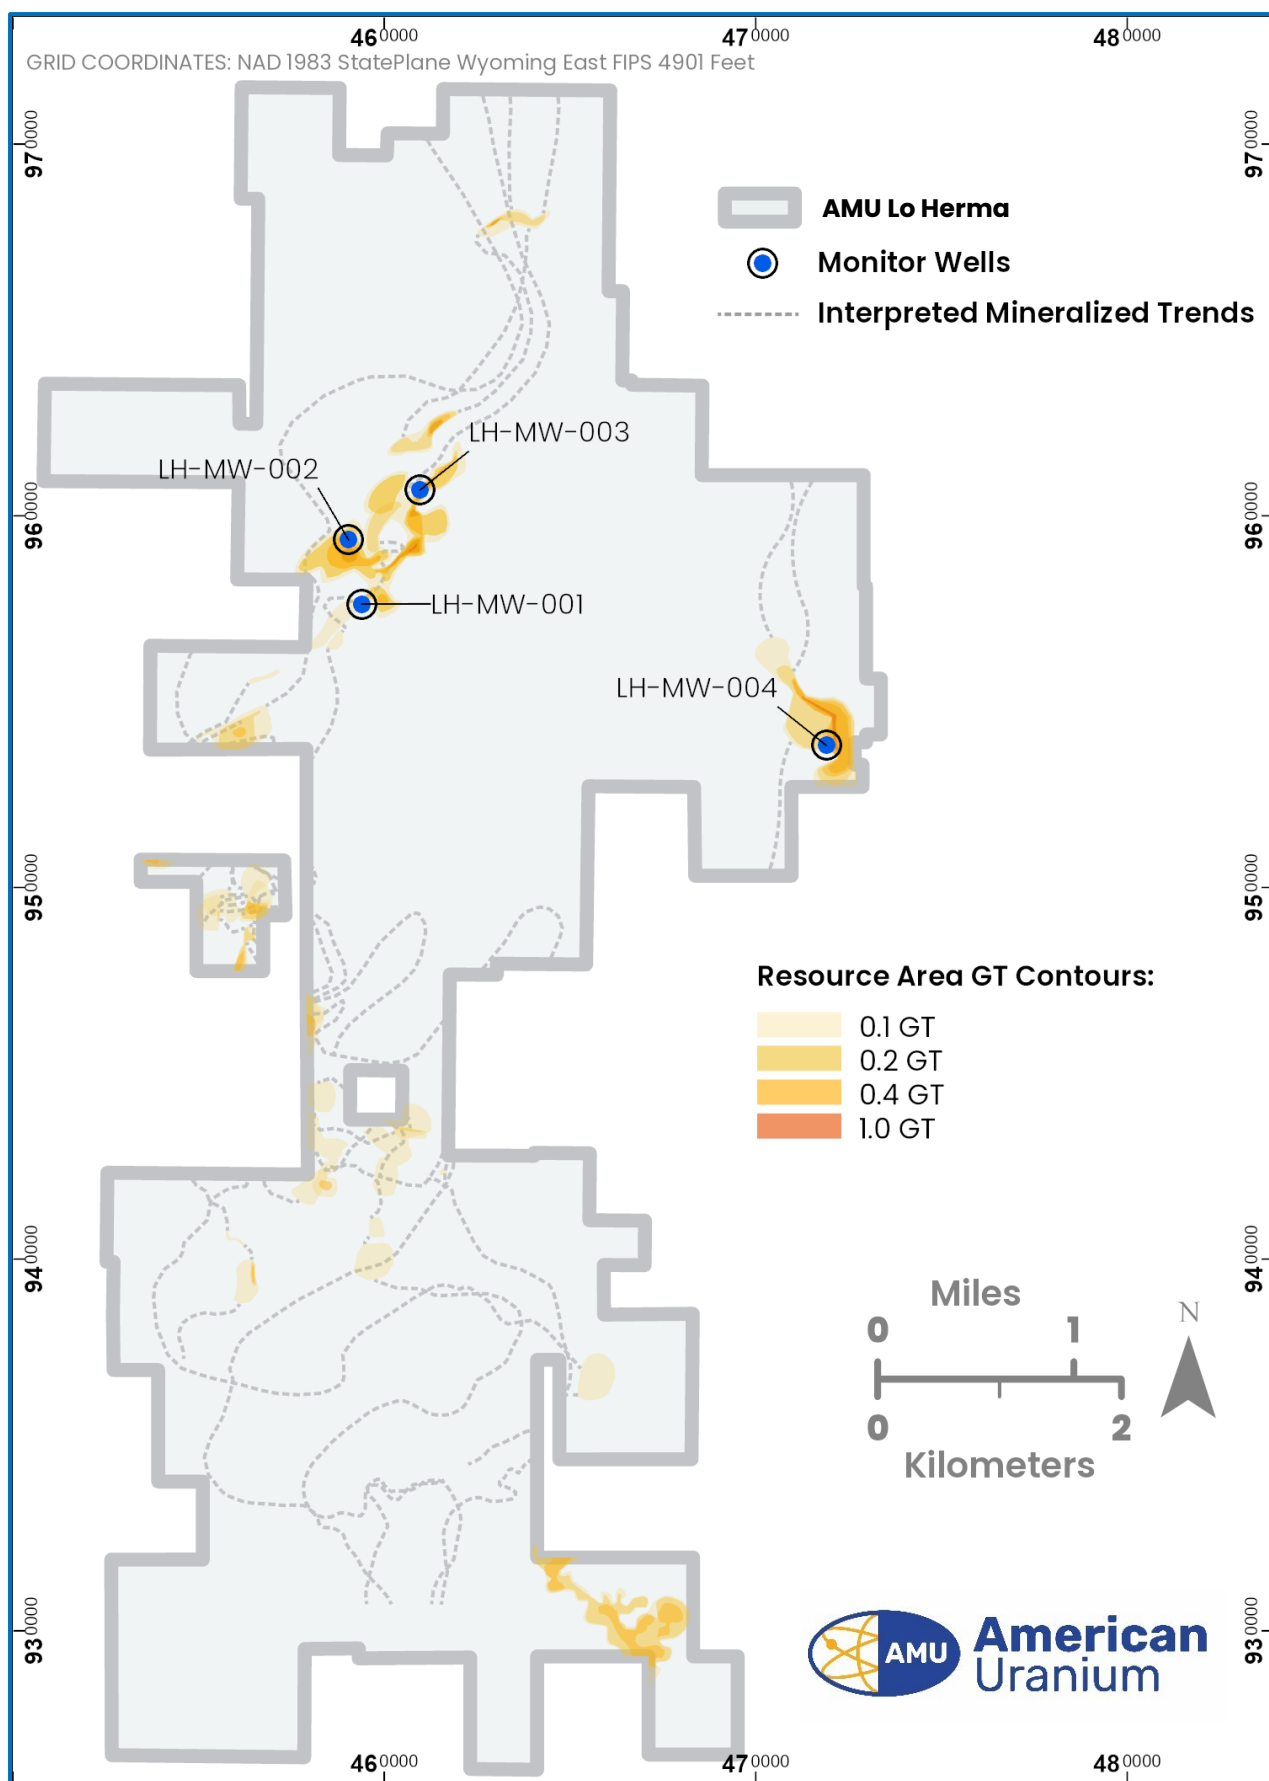 460000
470000
480000
GRID COORDINATES: NAD 1983 StatePlane Wyoming East FIPS 4901 Feet
970000
970000
AMU Lo Herma
Monitor Wells
Interpreted Mineralized Trends
LH-MW-003
LH-MW-002
960000
960000
LH-MW-001
LH-MW-004
950000
950000
Resource Area GT Contours:
0.1 GT
0.2 GT
0.4 GT
1.0 GT
940000
940000
Miles
0 1
N
0 2
Kilometers
930000
930000
AMU
American
Uranium
460000
470000
480000